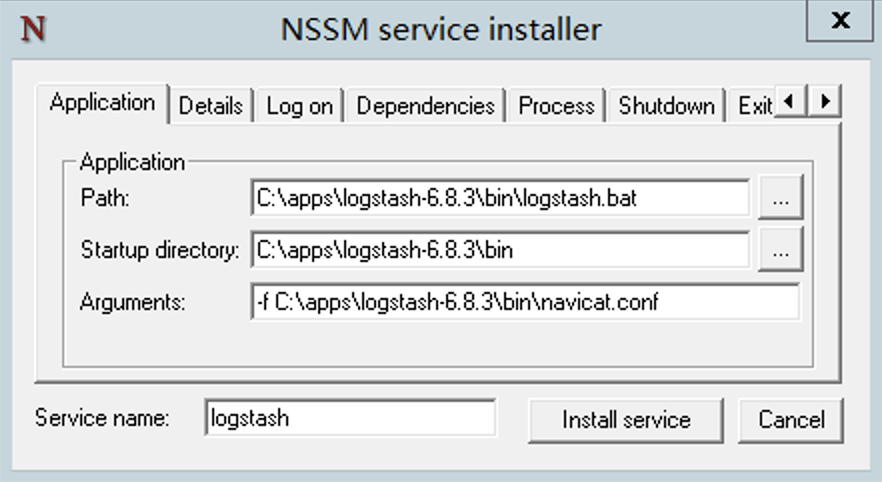 N NSSM service installer x
Application Details Log on Dependencies Process Shutdown Exit
Application
Path: C:\apps\logstash-6.8.3\bin\logstash.bat ...
Startup directory: C:\apps\logstash-6.8.3\bin ...
Arguments: -f C:\apps\logstash-6.8.3\bin\navicat.conf
Service name: logstash Install service Cancel